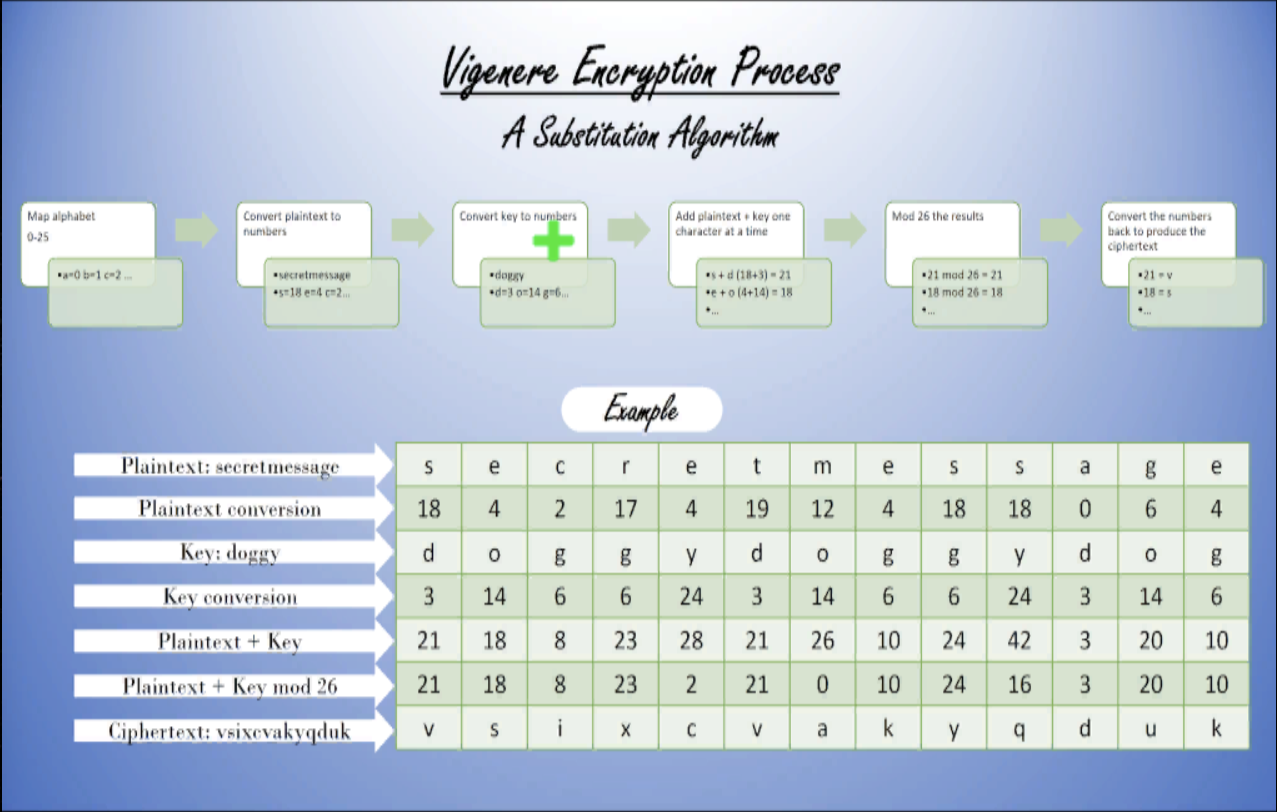 Vigenere Encryption Process
A Substitution Algorithm
Map alphabet
0-25
▪a=0 b=1 c=2 ...
Convert plaintext to
numbers
▪secretmessage
▪s=18 e=4 c=2...
Convert key to numbers
▪doggy
▪d=3 o=14 g=6...
Add plaintext + key one
character at a time
▪s + d (18+3) = 21
▪e + o (4+14) = 18
▪...
Mod 26 the results
▪21 mod 26 = 21
▪18 mod 26 = 18
▪...
Convert the numbers
back to produce the
ciphertext
▪21 = v
▪18 = s
▪...
Example
Plaintext: secretmessage s e c r e t m e s s a g e
Plaintext conversion 18 4 2 17 4 19 12 4 18 18 0 6 4
Key: doggy d o g g y d o g g y d o g
Key conversion 3 14 6 6 24 3 14 6 6 24 3 14 6
Plaintext + Key 21 18 8 23 28 21 26 10 24 42 3 20 10
Plaintext + Key mod 26 21 18 8 23 2 21 0 10 24 16 3 20 10
Ciphertext: vsixcvakyqduk v s i x c v a k y q d u k